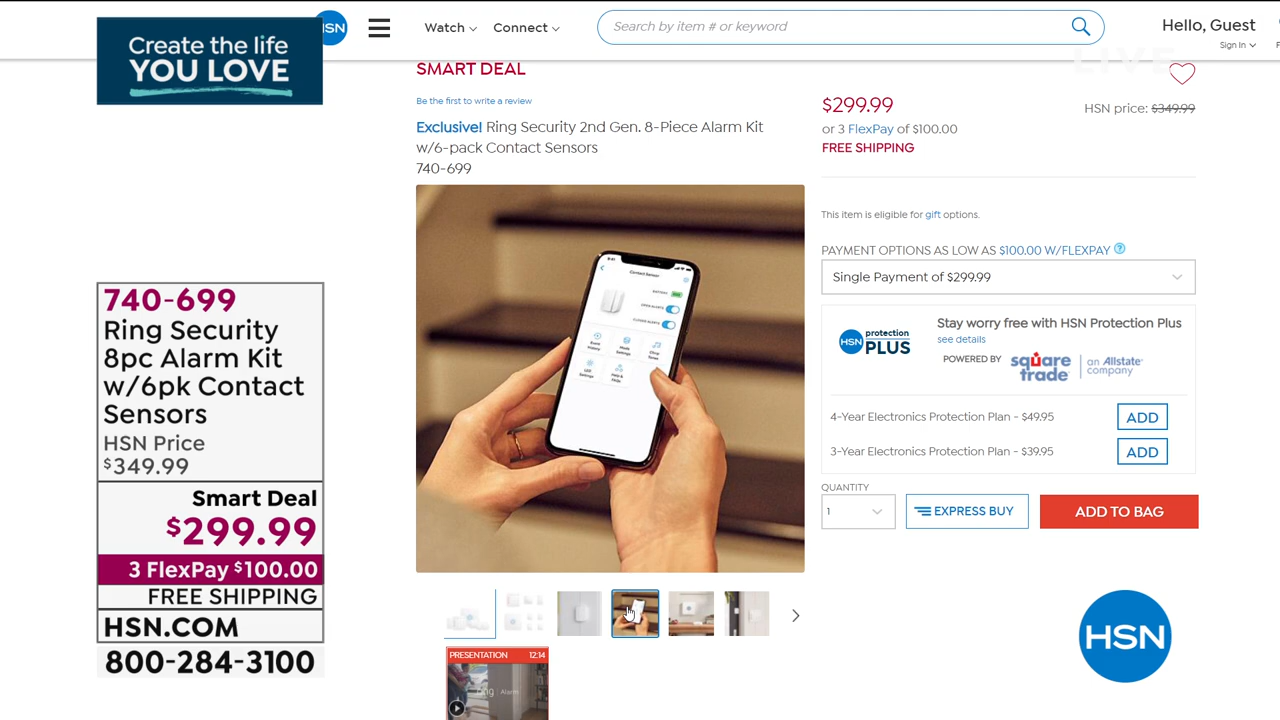 Create the life
YOU LOVE
HSN
Watch
Connect
Search by item # or keyword
Hello, Guest
Sign In
LIVE
SMART DEAL
Be the first to write a review
Exclusive! Ring Security 2nd Gen. 8-Piece Alarm Kit
w/6-pack Contact Sensors
740-699
$299.99
HSN price: $349.99
or 3 FlexPay of $100.00
FREE SHIPPING
This item is eligible for gift options.
PAYMENT OPTIONS AS LOW AS $100.00 W/FLEXPAY ?
Single Payment of $299.99
HSN protection PLUS
Stay worry free with HSN Protection Plus
see details
POWERED BY square trade | an Allstate company
4-Year Electronics Protection Plan - $49.95
ADD
3-Year Electronics Protection Plan - $39.95
ADD
QUANTITY
1
EXPRESS BUY
ADD TO BAG
Contact Sensor
740-699
Ring Security
8pc Alarm Kit
w/6pk Contact
Sensors
HSN Price
$349.99
Smart Deal
$299.99
3 FlexPay $100.00
FREE SHIPPING
HSN.COM
800-284-3100
PRESENTATION 12:14
ring Alarm
HSN